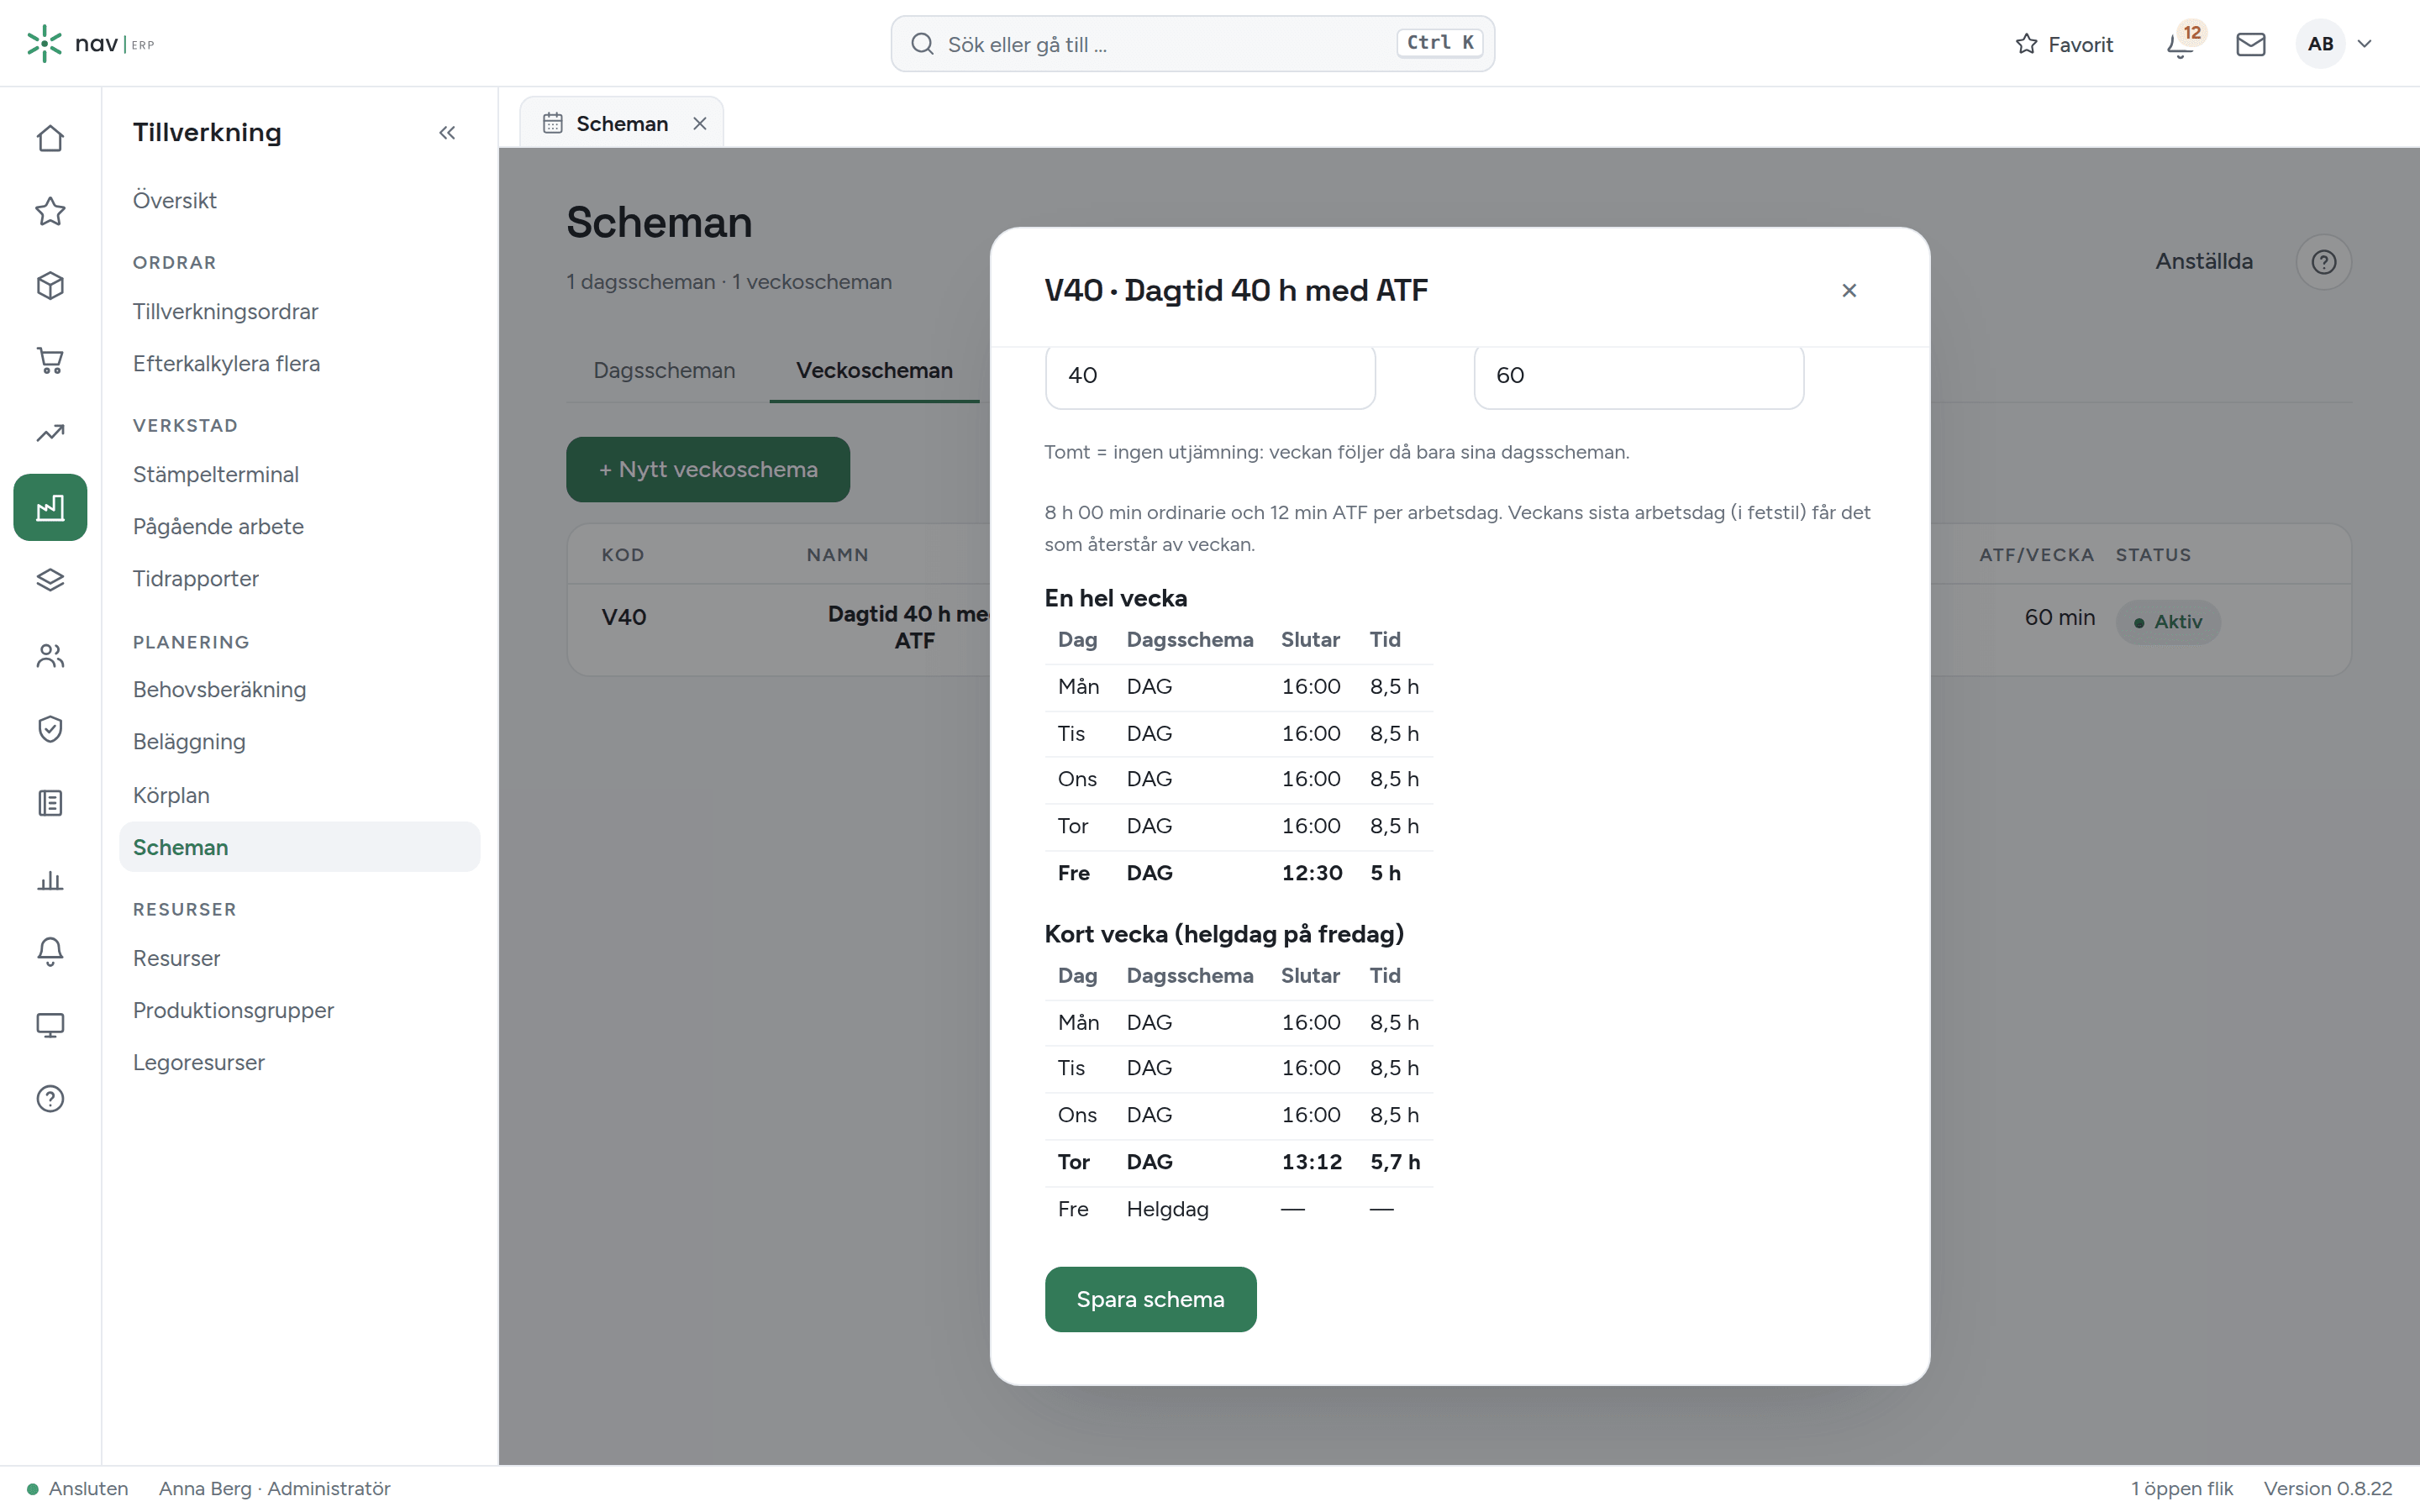 nav | ERP
Sök eller gå till ...
Ctrl K
Favorit
12
AB
Tillverkning
Översikt
ORDRAR
Tillverkningsordrar
Efterkalkylera flera
VERKSTAD
Stämpelterminal
Pågående arbete
Tidrapporter
PLANERING
Behovsberäkning
Beläggning
Körplan
Scheman
RESURSER
Resurser
Produktionsgrupper
Legoresurser
Scheman
Scheman
1 dagsscheman · 1 veckoscheman
Anställda
Dagsscheman
Veckoscheman
+ Nytt veckoschema
KOD NAMN ATF/VECKA STATUS
V40 Dagtid 40 h me
ATF
60 min Aktiv
V40 · Dagtid 40 h med ATF
40 60
Tomt = ingen utjämning: veckan följer då bara sina dagsscheman.
8 h 00 min ordinarie och 12 min ATF per arbetsdag. Veckans sista arbetsdag (i fetstil) får det
som återstår av veckan.
En hel vecka
Dag Dagsschema Slutar Tid
Mån DAG 16:00 8,5 h
Tis DAG 16:00 8,5 h
Ons DAG 16:00 8,5 h
Tor DAG 16:00 8,5 h
Fre DAG 12:30 5 h
Kort vecka (helgdag på fredag)
Dag Dagsschema Slutar Tid
Mån DAG 16:00 8,5 h
Tis DAG 16:00 8,5 h
Ons DAG 16:00 8,5 h
Tor DAG 13:12 5,7 h
Fre Helgdag — —
Spara schema
Ansluten Anna Berg · Administratör
1 öppen flik Version 0.8.22